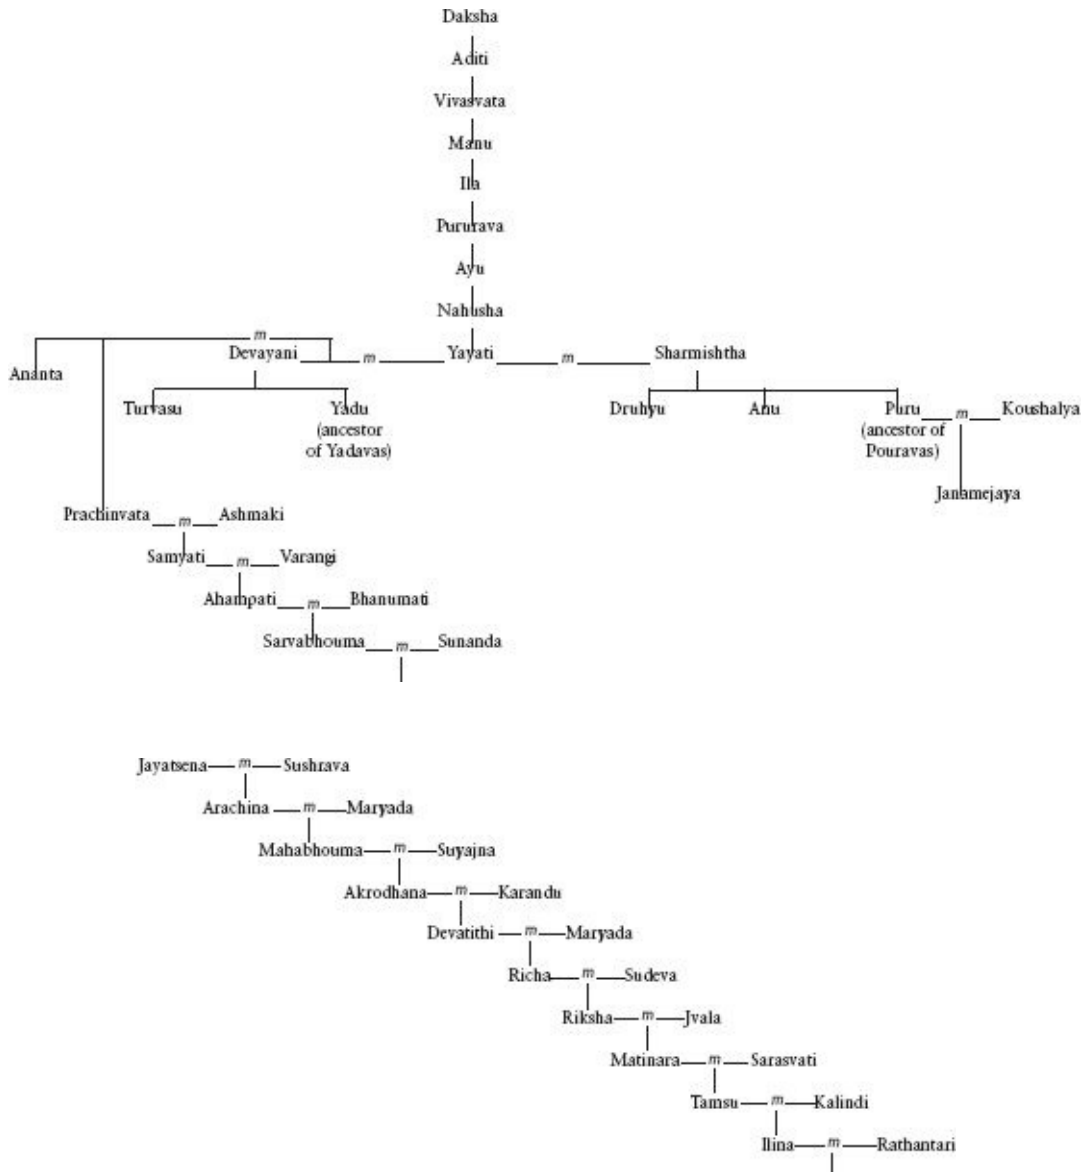 Daksha
Aditi
Vivasvata
Manu
Ila
Pururava
Ayu
Nahusha
m
Devayani m Yayati m Sharmishtha
Ananta
Turvasu Yadu Druhyu Anu Puru m Koushalya
(ancestor (ancestor of
of Yadavas) Pouravas)
Janamejaya
Prachinvata m Ashmaki
Samyati m Varangi
Ahampati m Bhanumati
Sarvabhouma m Sunanda
Jayatsena m Sushrava
Arachina m Maryada
Mahabhouma m Suyajna
Akrodhana m Karandu
Devatithi m Maryada
Richa m Sudeva
Riksha m Jvala
Matinara m Sarasvati
Tamsu m Kalindi
Ilina m Rathantari